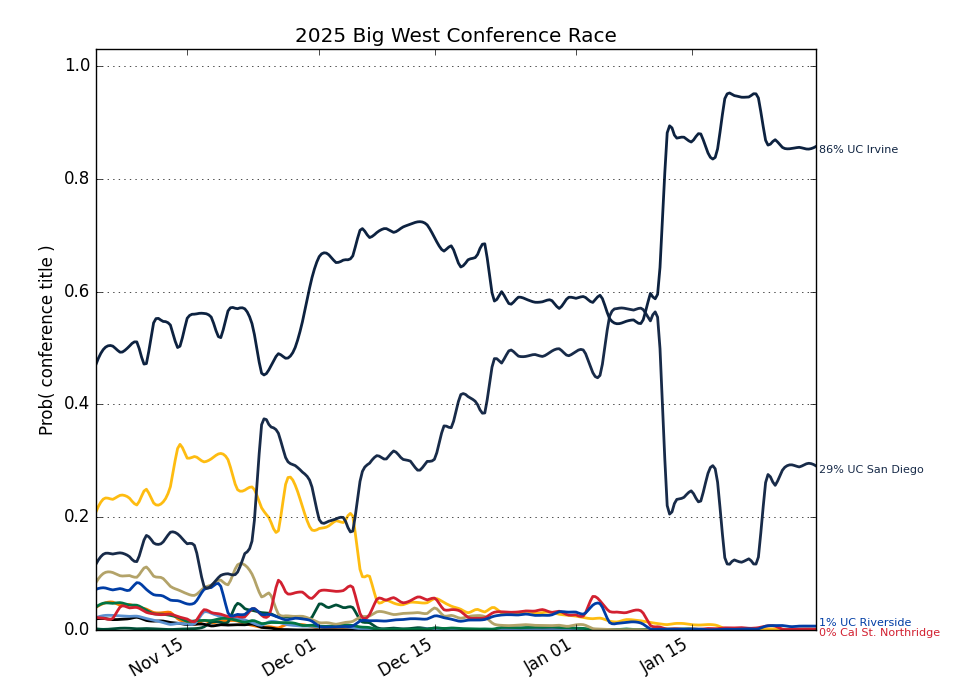 2025 Big West Conference Race
Prob( conference title )
1.0
0.8
0.6
0.4
0.2
0.0
Nov 15
Dec 01
Dec 15
Jan 01
Jan 15
86% UC Irvine
29% UC San Diego
1% UC Riverside
0% Cal St. Northridge